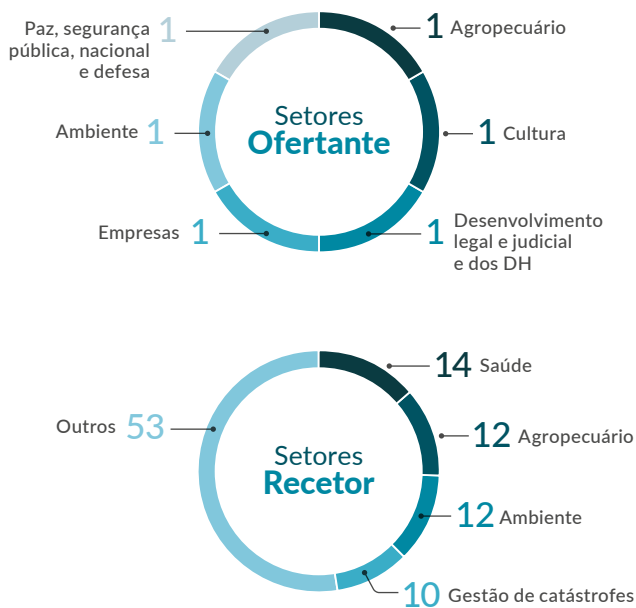 Paz, segurança
pública, nacional
e defesa
1
1 Agropecuário
Ambiente 1
Setores
Ofertante
1 Cultura
Empresas 1
1 Desenvolvimento
legal e judicial
e dos DH
14 Saúde
Outros 53
12 Agropecuário
Setores
Recetor
12 Ambiente
10 Gestão de catástrofes